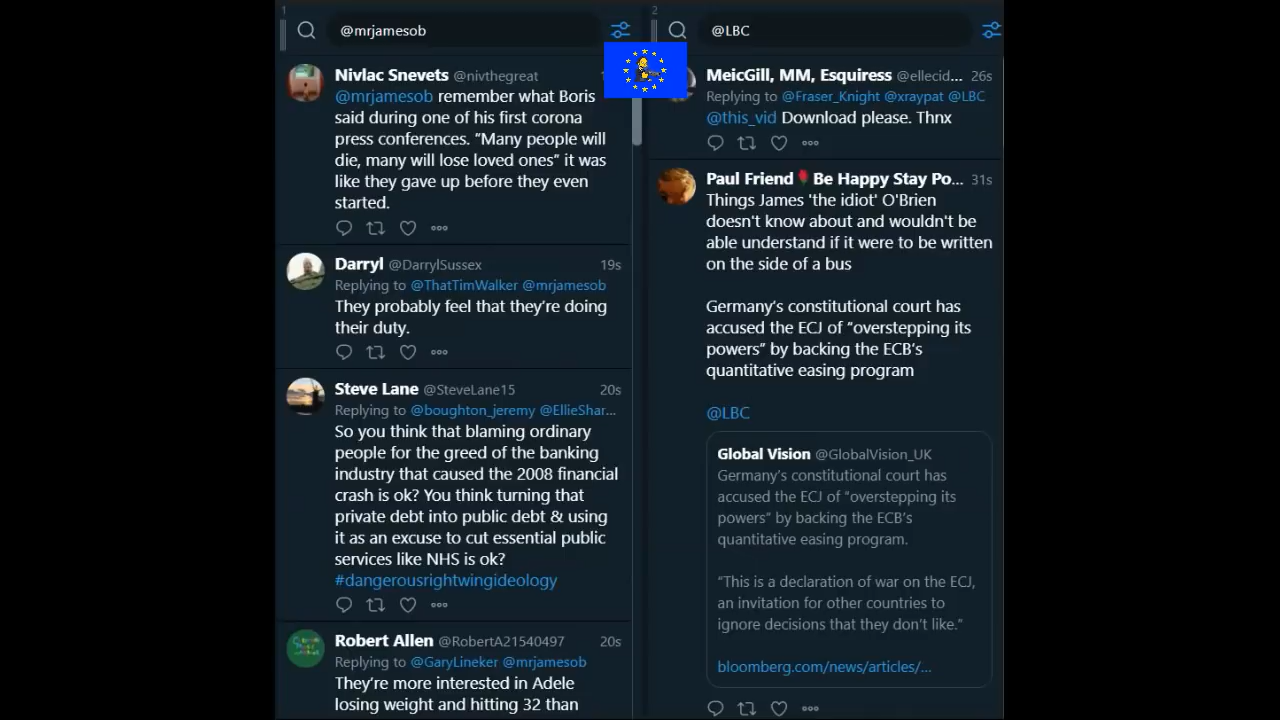 1
@mrjamesob
Nivlac Snevets @nivthegreat
@mrjamesob remember what Boris
said during one of his first corona
press conferences. “Many people will
die, many will lose loved ones” it was
like they gave up before they even
started.
Darryl @DarrylSussex 19s
Replying to @ThatTimWalker @mrjamesob
They probably feel that they’re doing
their duty.
Steve Lane @SteveLane15 20s
Replying to @boughton_jeremy @EllieShar...
So you think that blaming ordinary
people for the greed of the banking
industry that caused the 2008 financial
crash is ok? You think turning that
private debt into public debt & using
it as an excuse to cut essential public
services like NHS is ok?
#dangerousrightwingideology
Robert Allen @RobertA21540497 20s
Replying to @GaryLineker @mrjamesob
They’re more interested in Adele
losing weight and hitting 32 than
2
@LBC
MeicGill, MM, Esquiress @ellecid... 26s
Replying to @Fraser_Knight @xraypat @LBC
@this_vid Download please. Thnx
Paul Friend🌹Be Happy Stay Po... 31s
Things James 'the idiot' O'Brien
doesn't know about and wouldn't be
able understand if it were to be written
on the side of a bus
Germany’s constitutional court has
accused the ECJ of “overstepping its
powers” by backing the ECB’s
quantitative easing program
@LBC
Global Vision @GlobalVision_UK
Germany’s constitutional court has
accused the ECJ of “overstepping its
powers” by backing the ECB’s
quantitative easing program.
“This is a declaration of war on the ECJ,
an invitation for other countries to
ignore decisions that they don’t like.”
bloomberg.com/news/articles/...